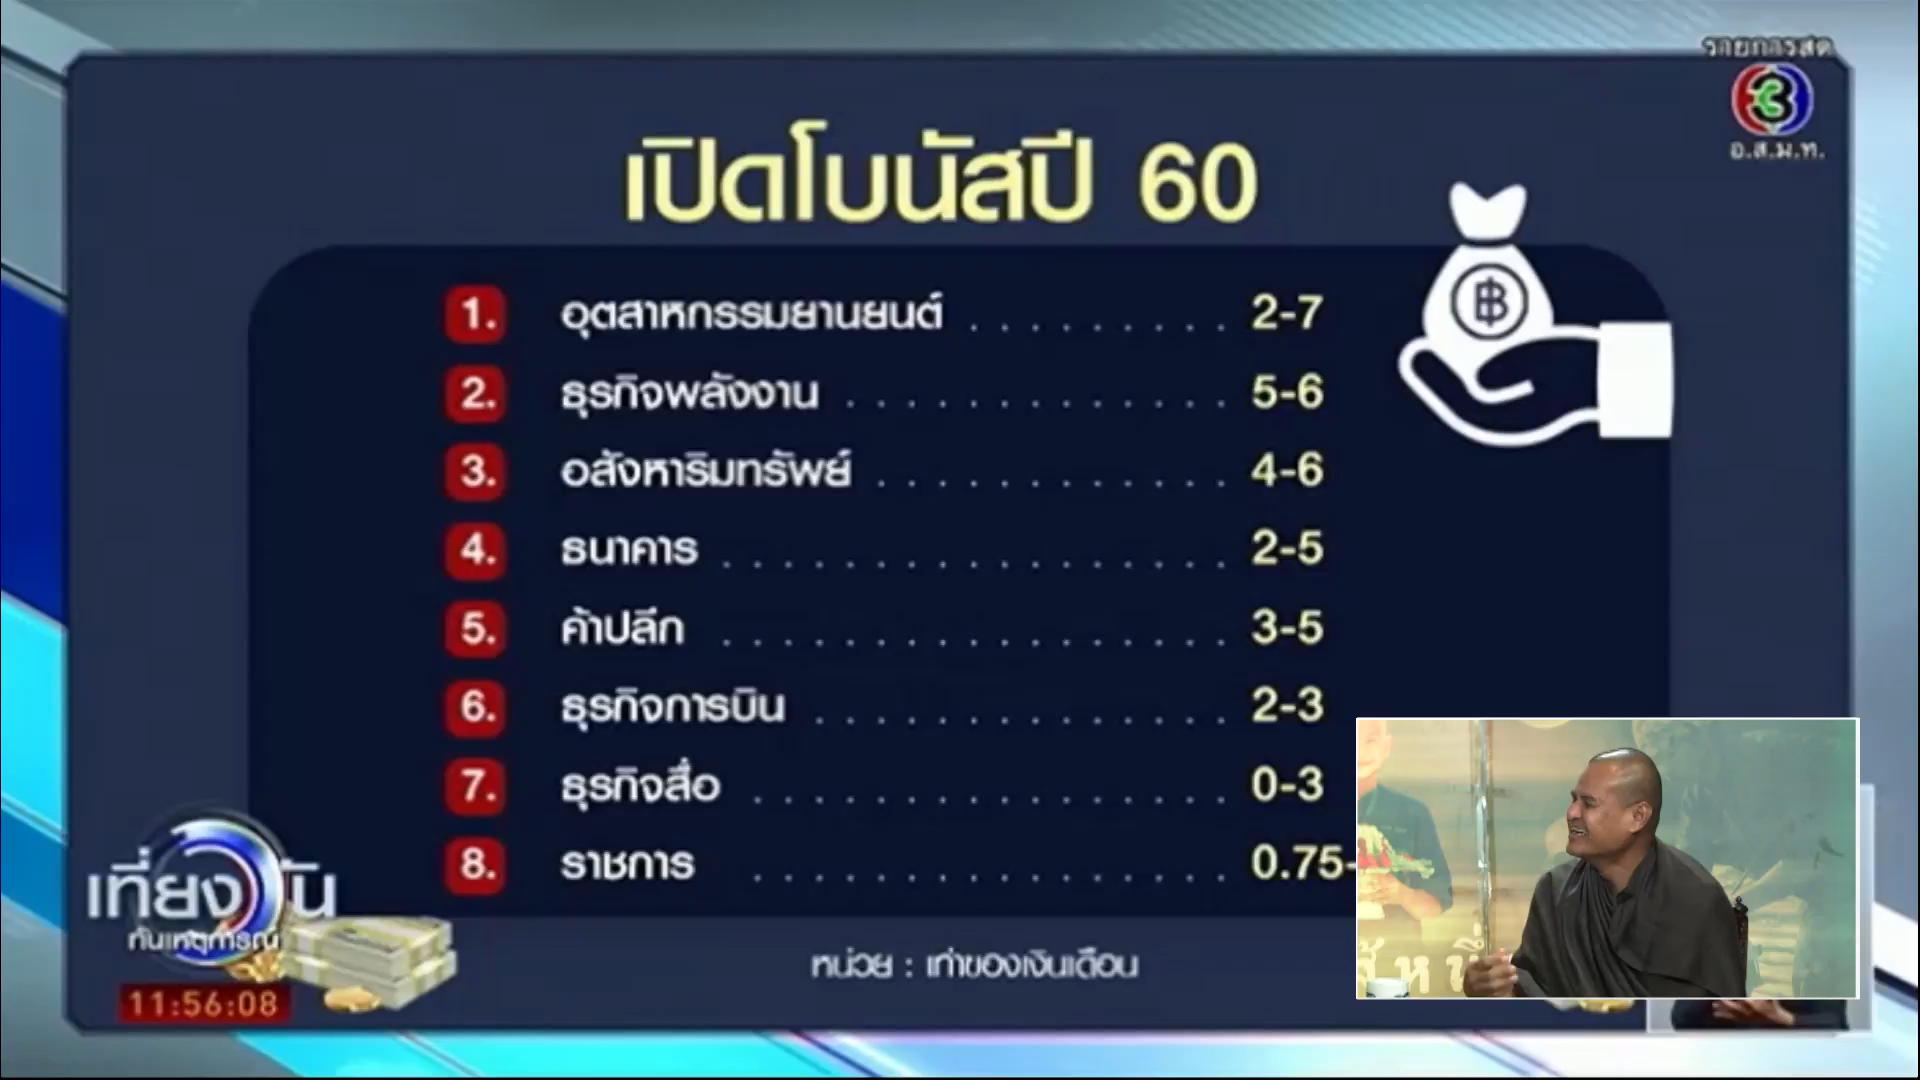 รายการสด
3
อ.ส.ม.ท.
เปิดโบนัสปี 60
1. อุตสาหกรรมยานยนต์ . . . . . . . . . 2-7
2. ธุรกิจพลังงาน . . . . . . . . . . . . . 5-6
3. อสังหาริมทรัพย์ . . . . . . . . . . . . 4-6
4. ธนาคาร . . . . . . . . . . . . . . . . . 2-5
5. ค้าปลีก . . . . . . . . . . . . . . . . . 3-5
6. ธุรกิจการบิน . . . . . . . . . . . . . . 2-3
7. ธุรกิจสื่อ . . . . . . . . . . . . . . . . 0-3
8. ราชการ . . . . . . . . . . . . . . . . 0.75-
หน่วย : เท่าของเงินเดือน
เที่ยงวัน
ทันเหตุการณ์
11:56:08